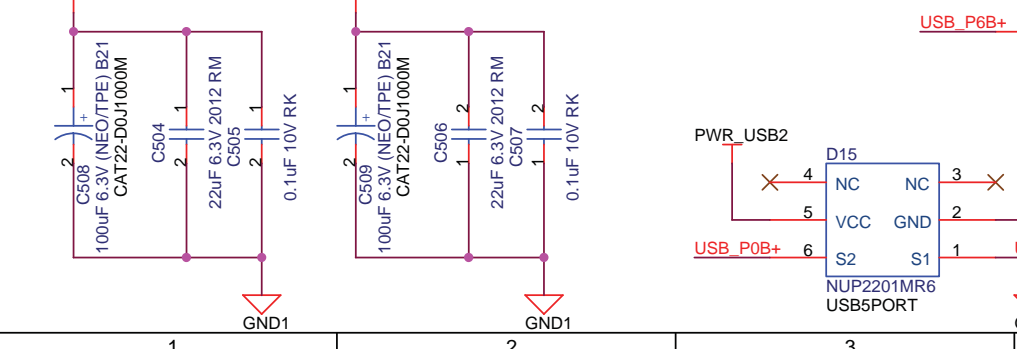 USB_P6B+
1
2
C508
100uF 6.3V (NEO/TPE) B21
CAT22-D0J1000M
+
1
2
C504
22uF 6.3V 2012 RM
1
2
C505
0.1uF 10V RK
GND1
1
2
C509
100uF 6.3V (NEO/TPE) B21
CAT22-D0J1000M
+
2
1
C506
22uF 6.3V 2012 RM
2
1
C507
0.1uF 10V RK
GND1
PWR_USB2
D15
4 NC NC 3
5 VCC GND 2
USB_P0B+ 6 S2 S1 1
NUP2201MR6
USB5PORT
1 2 3